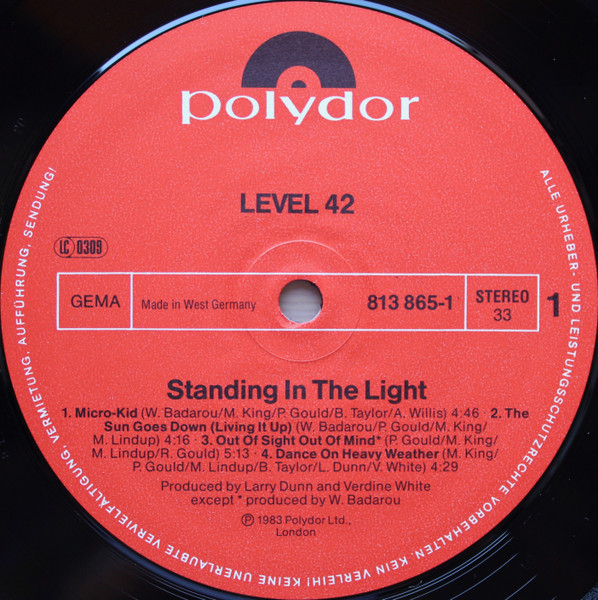 polydor
LEVEL 42
LC 0309
GEMA
Made in West Germany
813 865-1
STEREO
33
1
Standing In The Light
1. Micro-Kid (W. Badarou/M. King/P. Gould/B. Taylor/A. Willis) 4:46 · 2. The
Sun Goes Down (Living It Up) (W. Badarou/P. Gould/M. King/
M. Lindup) 4:16 · 3. Out Of Sight Out Of Mind* (P. Gould/M. King/
M. Lindup/R. Gould) 5:13 · 4. Dance On Heavy Weather (M. King/
P. Gould/M. Lindup/B. Taylor/L. Dunn/V. White) 4:29
Produced by Larry Dunn and Verdine White
except * produced by W. Badarou
℗ 1983 Polydor Ltd.,
London
ALLE URHEBER- UND LEISTUNGSSCHUTZRECHTE VORBEHALTEN. KEIN VERLEIH! KEINE UNERLAUBTE VERVIELFÄLTIGUNG, VERMIETUNG, AUFFÜHRUNG, SENDUNG!